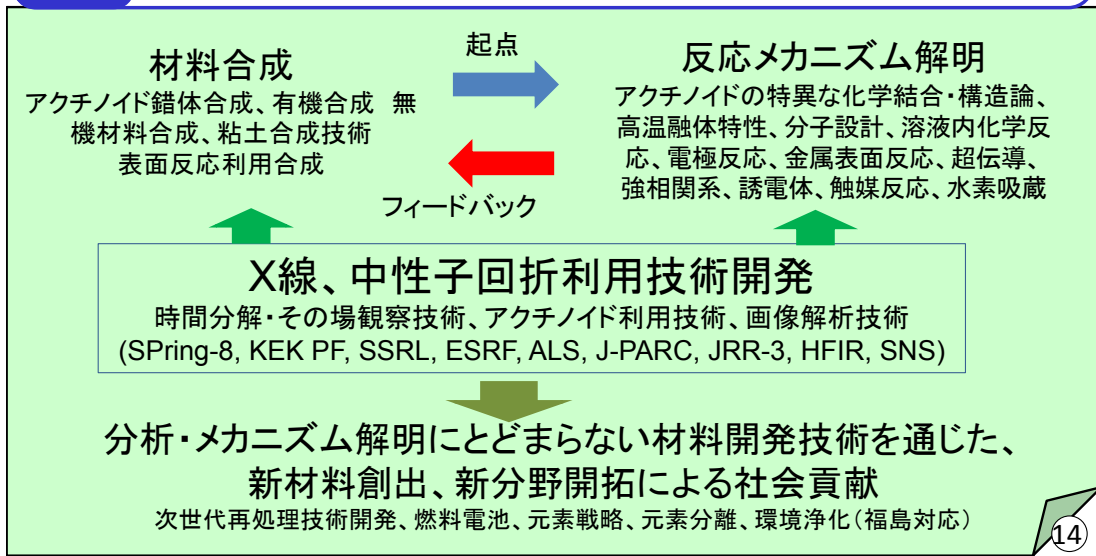 材料合成
アクチノイド錯体合成、有機合成 無
機材料合成、粘土合成技術
表面反応利用合成
起点
フィードバック
反応メカニズム解明
アクチノイドの特異な化学結合・構造論、
高温融体特性、分子設計、溶液内化学反
応、電極反応、金属表面反応、超伝導、
強相関系、誘電体、触媒反応、水素吸蔵
X線、中性子回折利用技術開発
時間分解・その場観察技術、アクチノイド利用技術、画像解析技術
(SPring-8, KEK PF, SSRL, ESRF, ALS, J-PARC, JRR-3, HFIR, SNS)
分析・メカニズム解明にとどまらない材料開発技術を通じた、
新材料創出、新分野開拓による社会貢献
次世代再処理技術開発、燃料電池、元素戦略、元素分離、環境浄化(福島対応)
14